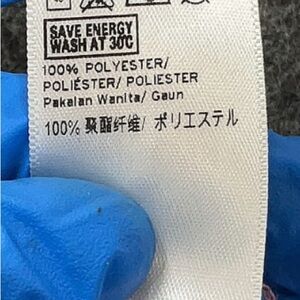 SAVE ENERGY
WASH AT 30°C
100% POLYESTER/
POLIÉSTER/ POLIESTER
Pakaian Wanita/ Gaun
100% 聚酯纤维/ ポリエステル